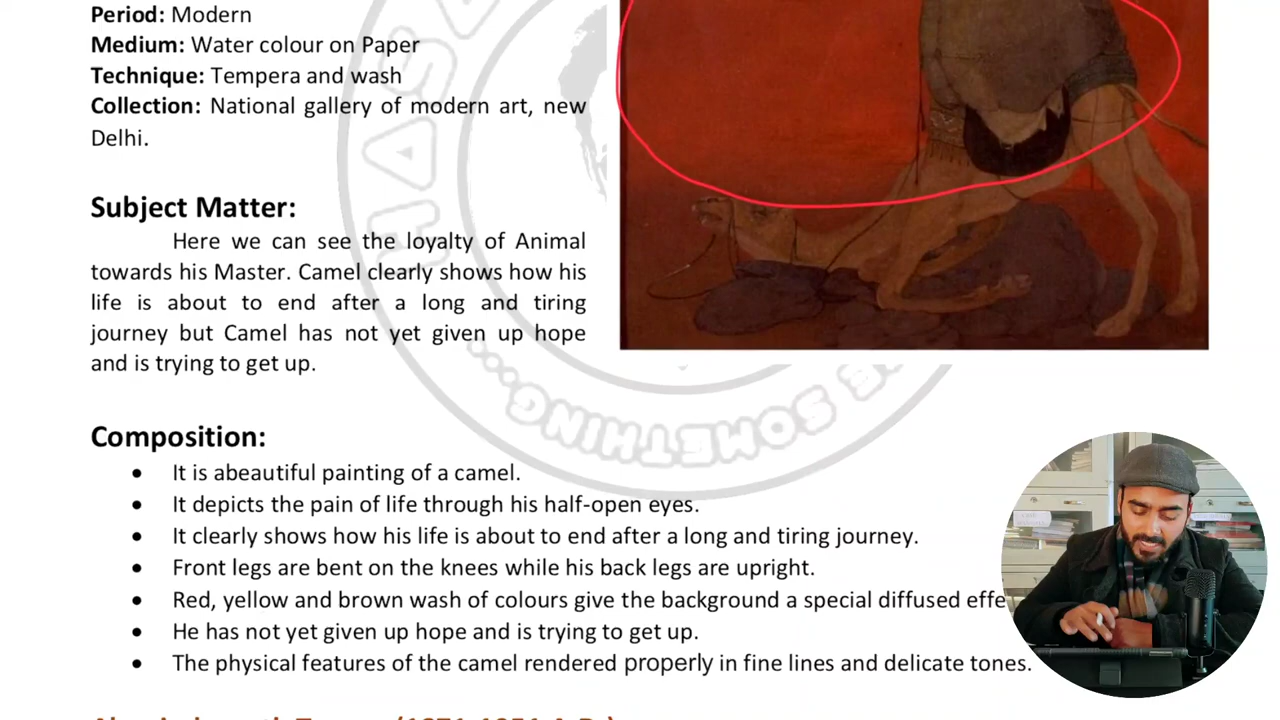 Period: Modern
Medium: Water colour on Paper
Technique: Tempera and wash
Collection: National gallery of modern art, new
Delhi.
Subject Matter:
Here we can see the loyalty of Animal
towards his Master. Camel clearly shows how his
life is about to end after a long and tiring
journey but Camel has not yet given up hope
and is trying to get up.
Composition:
• It is abeautiful painting of a camel.
• It depicts the pain of life through his half-open eyes.
• It clearly shows how his life is about to end after a long and tiring journey.
• Front legs are bent on the knees while his back legs are upright.
• Red, yellow and brown wash of colours give the background a special diffused effe
• He has not yet given up hope and is trying to get up.
• The physical features of the camel rendered properly in fine lines and delicate tones.
SOMETHING....